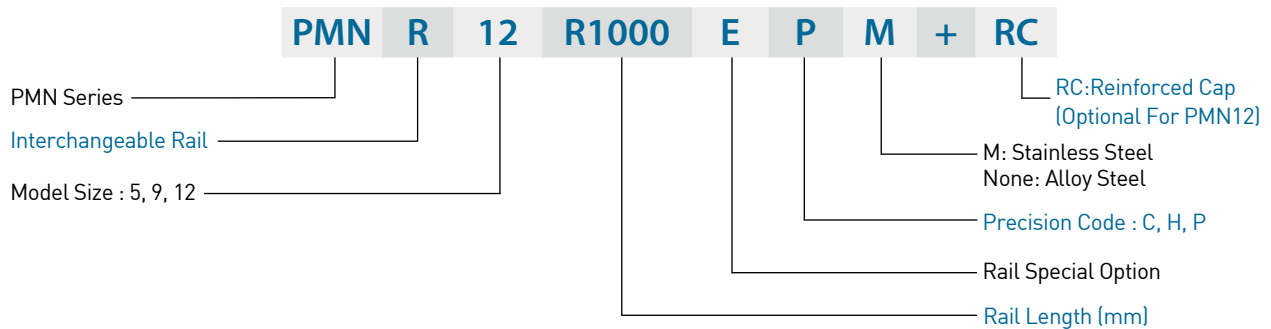 PMN R 12 R1000 E P M + RC
PMN Series
Interchangeable Rail
Model Size : 5, 9, 12
RC:Reinforced Cap
(Optional For PMN12)
M: Stainless Steel
None: Alloy Steel
Precision Code : C, H, P
Rail Special Option
Rail Length (mm)